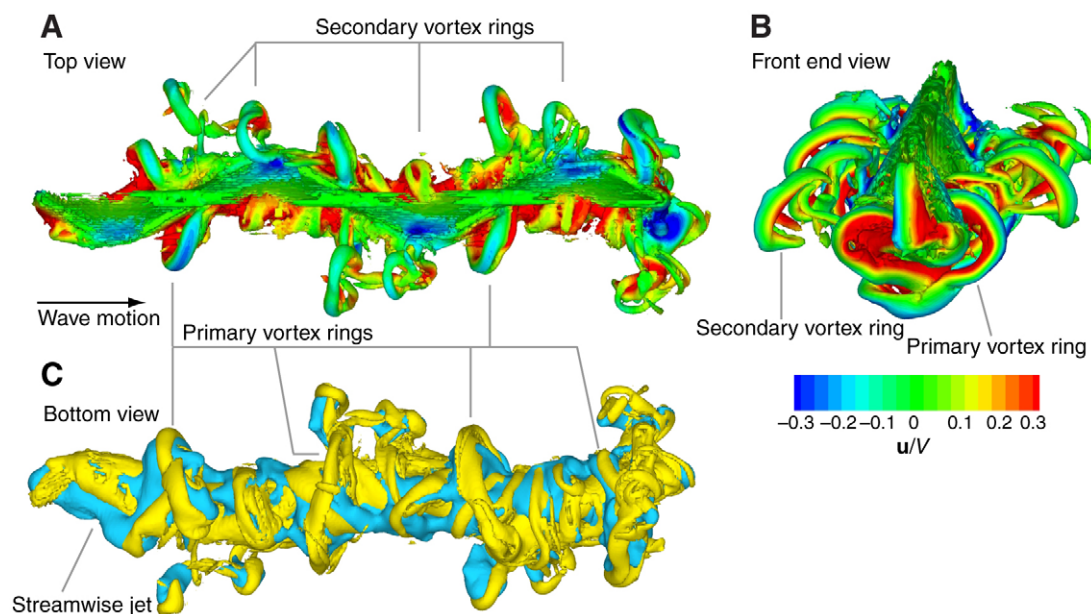 A
Top view
Secondary vortex rings
B
Front end view
Wave motion
Primary vortex rings
Secondary vortex ring
Primary vortex ring
−0.3 −0.2 −0.1 0 0.1 0.2 0.3
u/V
C
Bottom view
Streamwise jet